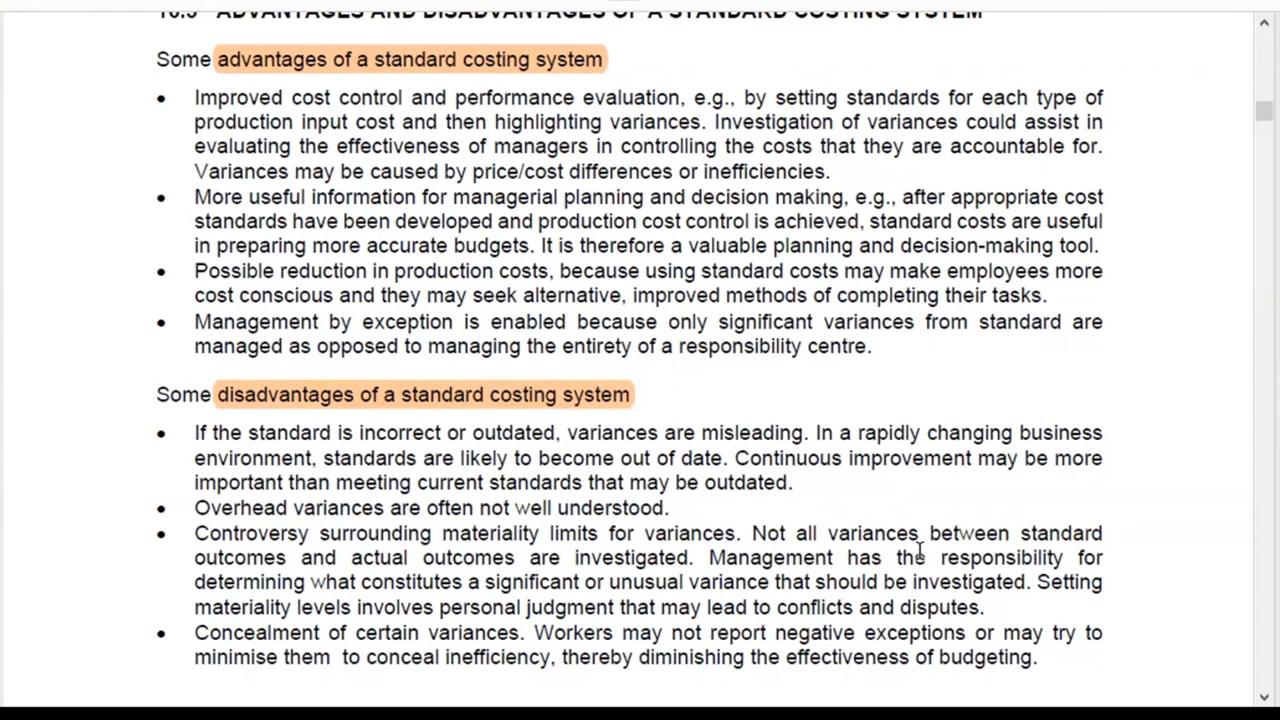 10.5 ADVANTAGES AND DISADVANTAGES OF A STANDARD COSTING SYSTEM
Some advantages of a standard costing system
• Improved cost control and performance evaluation, e.g., by setting standards for each type of
production input cost and then highlighting variances. Investigation of variances could assist in
evaluating the effectiveness of managers in controlling the costs that they are accountable for.
Variances may be caused by price/cost differences or inefficiencies.
• More useful information for managerial planning and decision making, e.g., after appropriate cost
standards have been developed and production cost control is achieved, standard costs are useful
in preparing more accurate budgets. It is therefore a valuable planning and decision-making tool.
• Possible reduction in production costs, because using standard costs may make employees more
cost conscious and they may seek alternative, improved methods of completing their tasks.
• Management by exception is enabled because only significant variances from standard are
managed as opposed to managing the entirety of a responsibility centre.
Some disadvantages of a standard costing system
• If the standard is incorrect or outdated, variances are misleading. In a rapidly changing business
environment, standards are likely to become out of date. Continuous improvement may be more
important than meeting current standards that may be outdated.
• Overhead variances are often not well understood.
• Controversy surrounding materiality limits for variances. Not all variances between standard
outcomes and actual outcomes are investigated. Management has the responsibility for
determining what constitutes a significant or unusual variance that should be investigated. Setting
materiality levels involves personal judgment that may lead to conflicts and disputes.
• Concealment of certain variances. Workers may not report negative exceptions or may try to
minimise them to conceal inefficiency, thereby diminishing the effectiveness of budgeting.